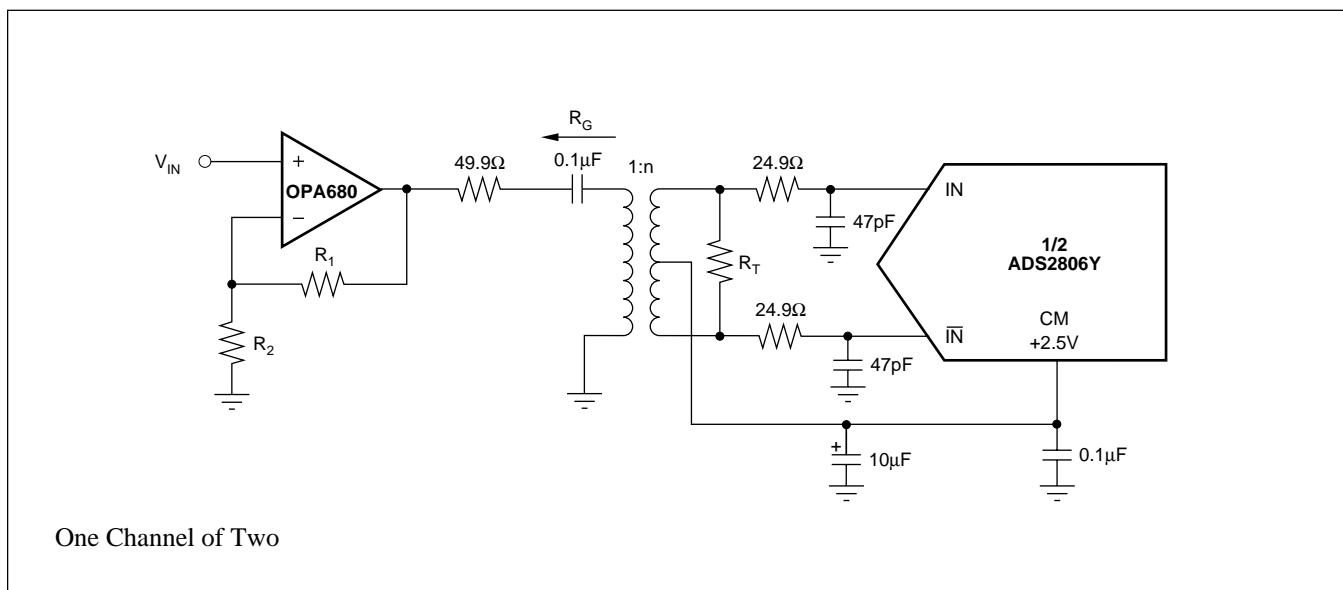 R_G
V_IN
+
OPA680
–
49.9Ω
0.1µF
1:n
24.9Ω
IN
47pF
R_1
R_T
1/2
ADS2806Y
R_2
24.9Ω
CM
+2.5V
I̅N̅
47pF
+
10µF
0.1µF
One Channel of Two